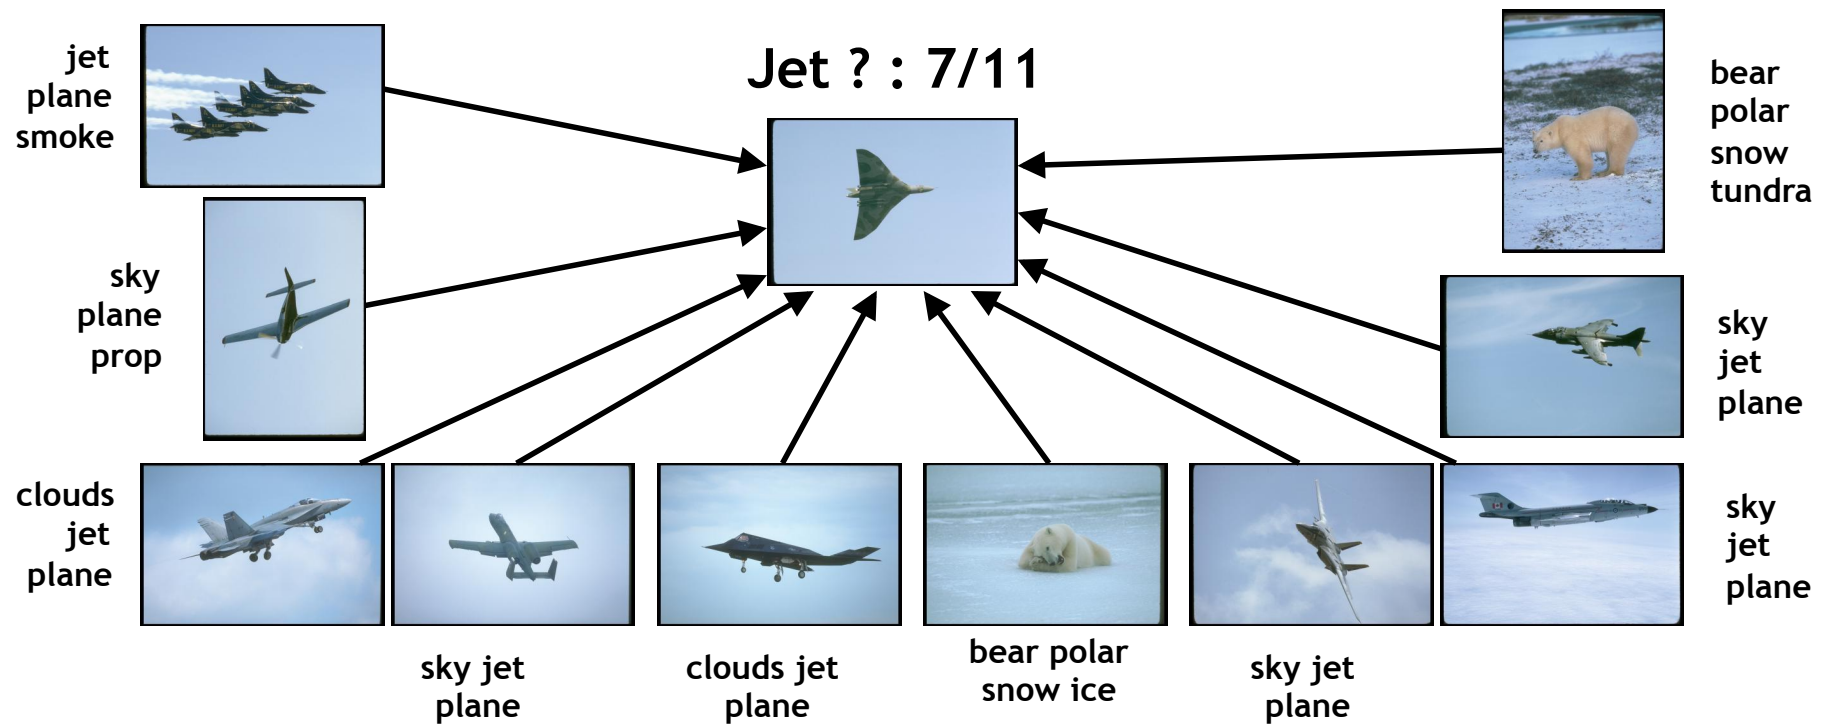 Jet ? : 7/11
jet
plane
smoke
sky
plane
prop
clouds
jet
plane
sky jet
plane
clouds jet
plane
bear polar
snow ice
sky jet
plane
bear
polar
snow
tundra
sky
jet
plane
sky
jet
plane